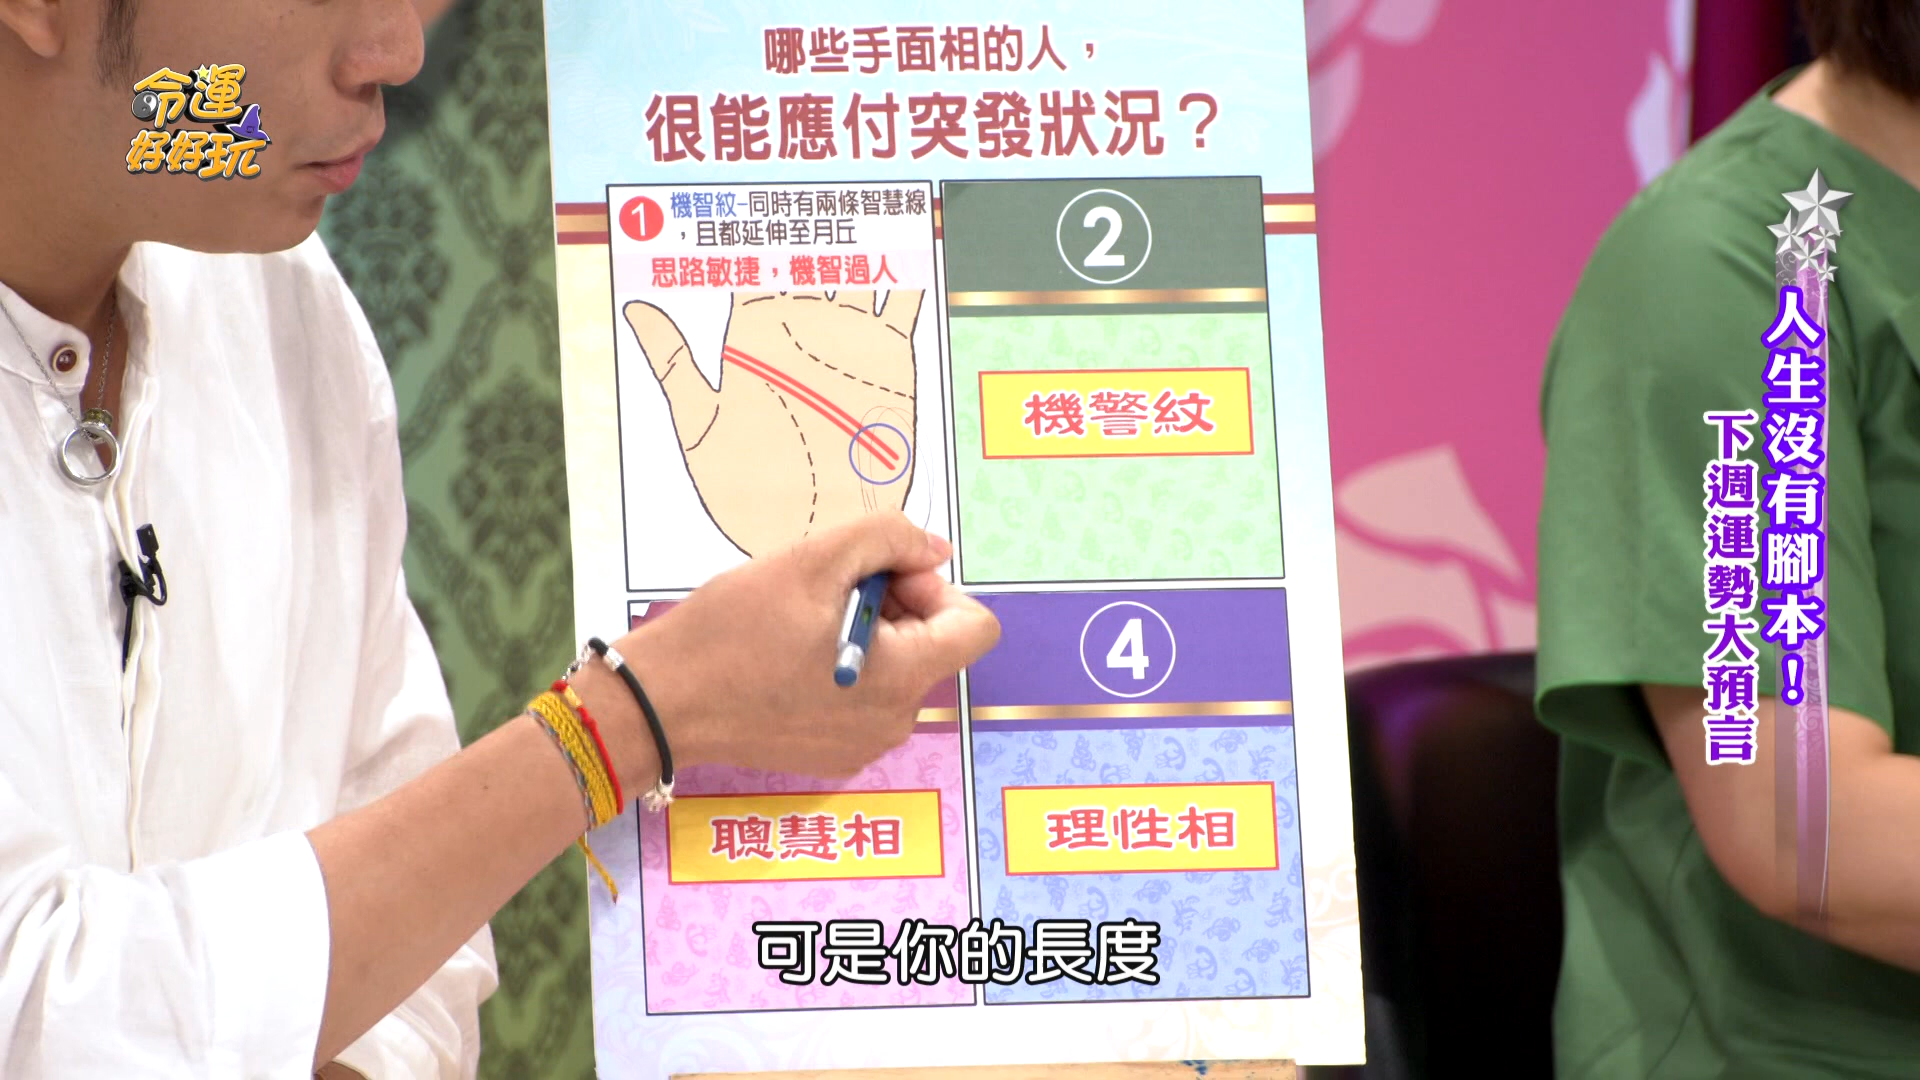 命運
好好玩
哪些手面相的人，
很能應付突發狀況？
1 機智紋-同時有兩條智慧線
，且都延伸至月丘
思路敏捷，機智過人
2
機警紋
聰慧相
4
理性相
人生沒有腳本！
下週運勢大預言
可是你的長度